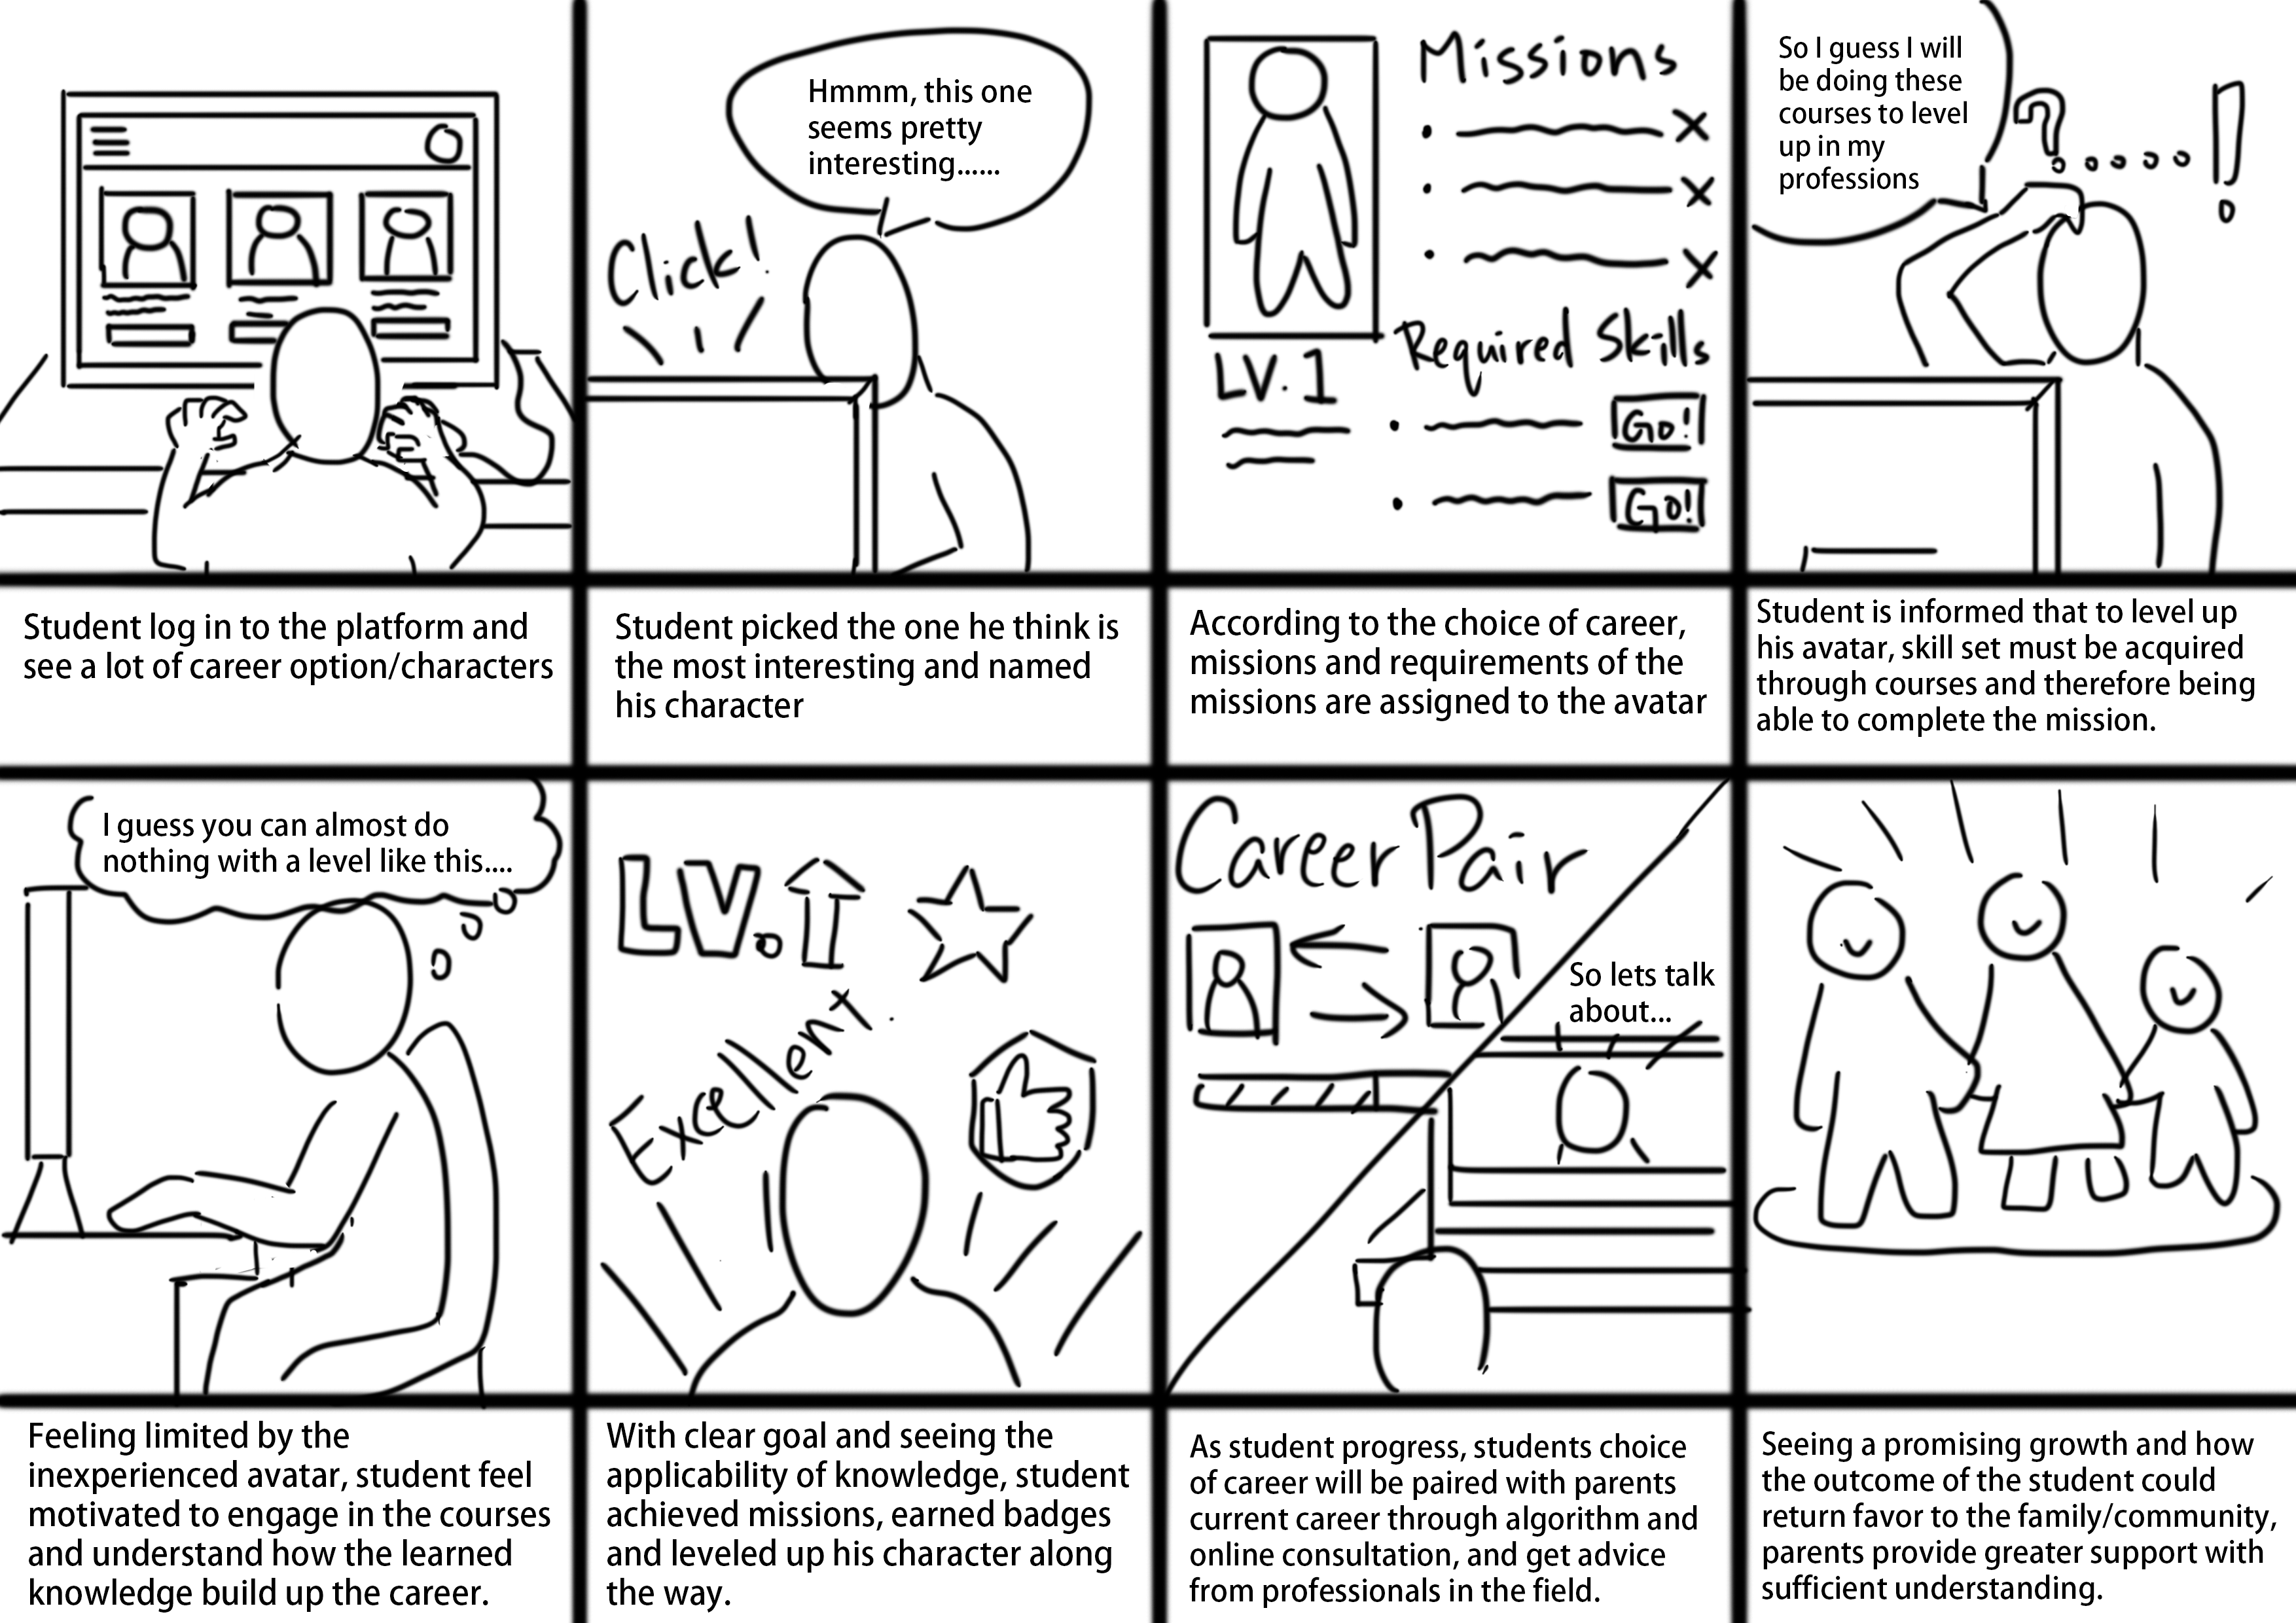 Hmmm, this one
seems pretty
interesting......
Click!
Missions
Required Skills
LV. 1
Go!
Go!
So I guess I will
be doing these
courses to level
up in my
professions
?.....!
Student log in to the platform and
see a lot of career option/characters
Student picked the one he think is
the most interesting and named
his character
According to the choice of career,
missions and requirements of the
missions are assigned to the avatar
Student is informed that to level up
his avatar, skill set must be acquired
through courses and therefore being
able to complete the mission.
I guess you can almost do
nothing with a level like this....
LV.
Excellent.
Career Pair
So lets talk
about...
Feeling limited by the
inexperienced avatar, student feel
motivated to engage in the courses
and understand how the learned
knowledge build up the career.
With clear goal and seeing the
applicability of knowledge, student
achieved missions, earned badges
and leveled up his character along
the way.
As student progress, students choice
of career will be paired with parents
current career through algorithm and
online consultation, and get advice
from professionals in the field.
Seeing a promising growth and how
the outcome of the student could
return favor to the family/community,
parents provide greater support with
sufficient understanding.